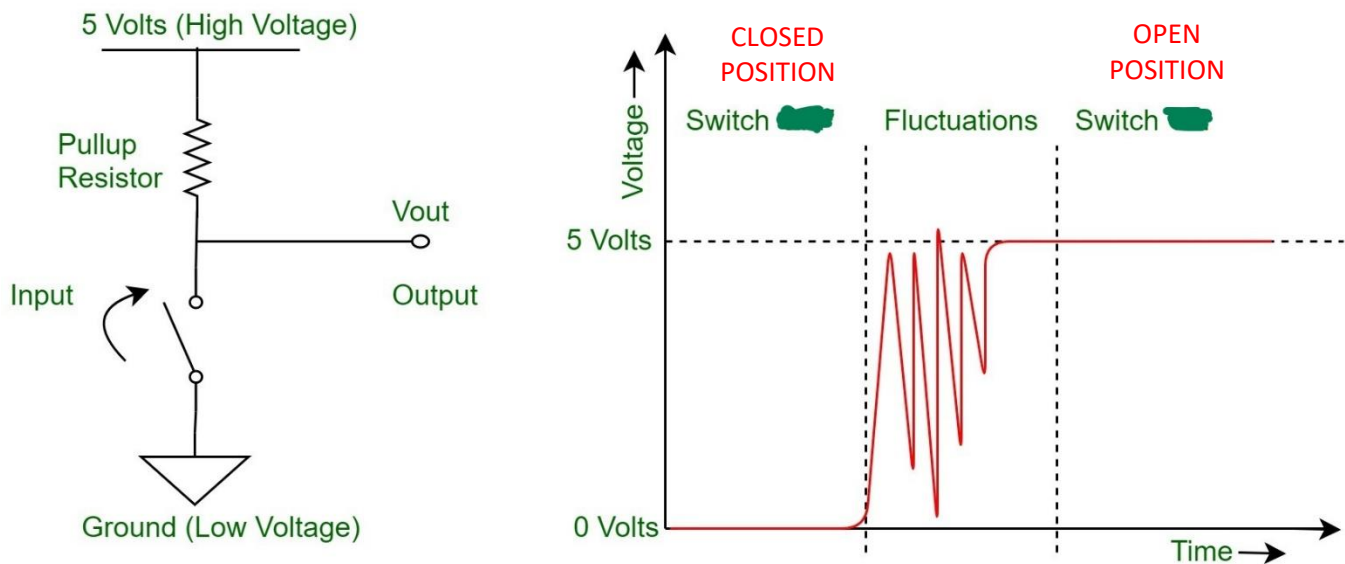 5 Volts (High Voltage)
Pullup
Resistor
Vout
Input
Output
Ground (Low Voltage)
CLOSED
POSITION
OPEN
POSITION
Voltage
Switch
Fluctuations
Switch
5 Volts
0 Volts
Time